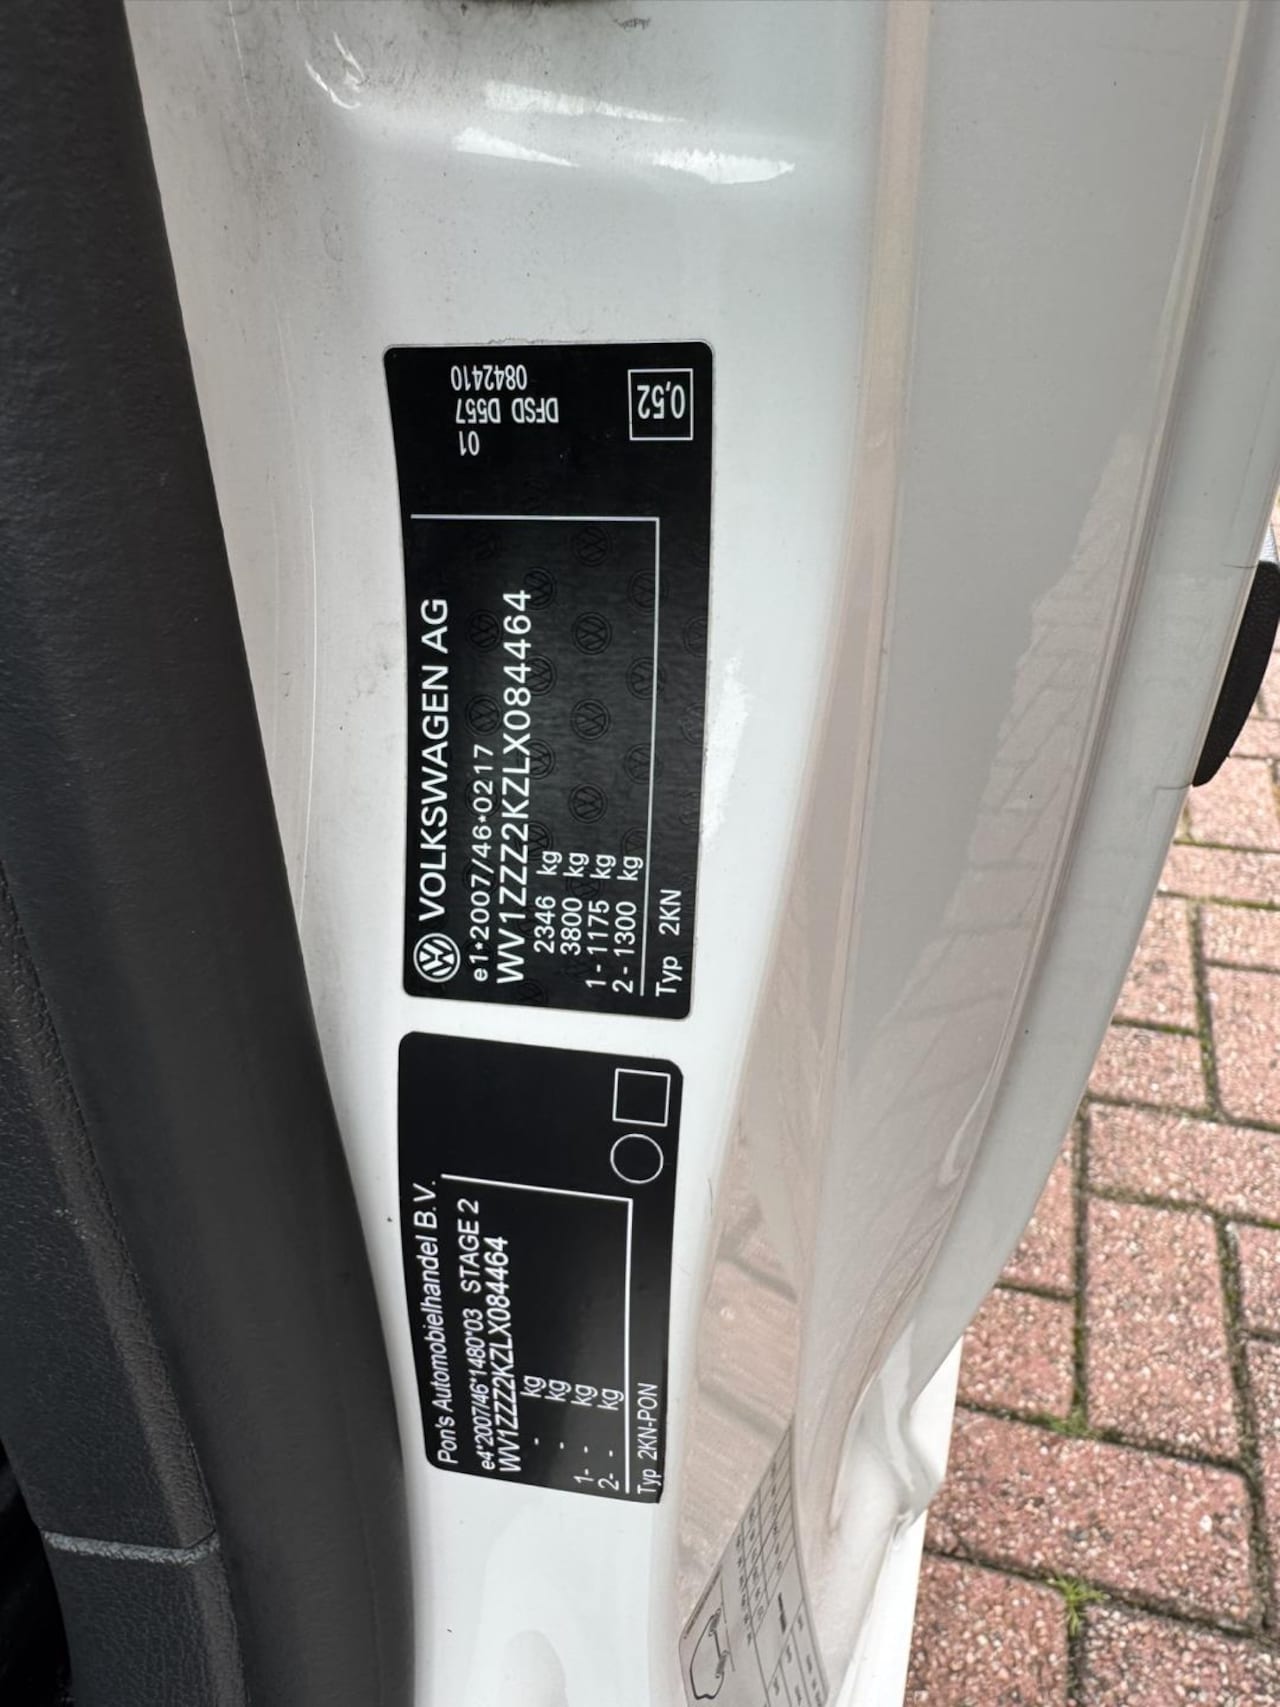 VOLKSWAGEN AG
e1*2007/46*0217
WV1ZZZ2KZLX084464
2346 kg
3800 kg
1 - 1175 kg
2 - 1300 kg
Typ 2KN
0842410
DFSD D557
01
0,52
Pon's Automobielhandel B.V.
e4*2007/46*1480*03 STAGE 2
WV1ZZZ2KZLX084464
- kg
- kg
1- - kg
2- - kg
Typ 2KN-PON